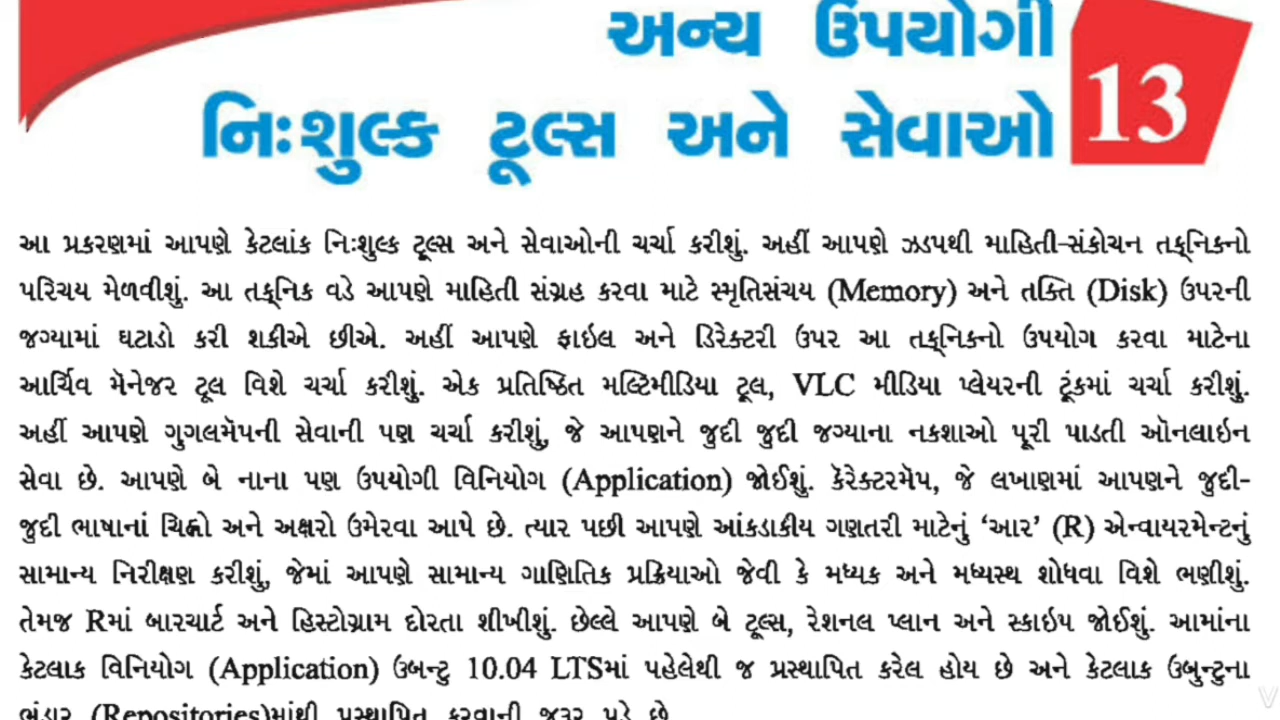 અન્ય ઉપયોગી
નિઃશુલ્ક ટૂલ્સ અને સેવાઓ 13
આ પ્રકરણમાં આપણે કેટલાંક નિઃશુલ્ક ટૂલ્સ અને સેવાઓની ચર્ચા કરીશું. અહીં આપણે ઝડપથી માહિતી-સંકોચન તક્નિકનો
પરિચય મેળવીશું. આ તક્નિક વડે આપણે માહિતી સંગ્રહ કરવા માટે સ્મૃતિસંચય (Memory) અને તક્તિ (Disk) ઉપરની
જગ્યામાં ઘટાડો કરી શકીએ છીએ. અહીં આપણે ફાઇલ અને ડિરેક્ટરી ઉપર આ તક્નિકનો ઉપયોગ કરવા માટેના
આર્ચિવ મૅનેજર ટૂલ વિશે ચર્ચા કરીશું. એક પ્રતિષ્ઠિત મલ્ટિમીડિયા ટૂલ, VLC મીડિયા પ્લેયરની ટૂંકમાં ચર્ચા કરીશું.
અહીં આપણે ગુગલમૅપની સેવાની પણ ચર્ચા કરીશું, જે આપણને જુદી જુદી જગ્યાના નકશાઓ પૂરી પાડતી ઑનલાઇન
સેવા છે. આપણે બે નાના પણ ઉપયોગી વિનિયોગ (Application) જોઈશું. કૅરેક્ટરમૅપ, જે લખાણમાં આપણને જુદી-
જુદી ભાષાનાં ચિહ્નો અને અક્ષરો ઉમેરવા આપે છે. ત્યાર પછી આપણે આંકડાકીય ગણતરી માટેનું ‘આર’ (R) એન્વાયરમેન્ટનું
સામાન્ય નિરીક્ષણ કરીશું, જેમાં આપણે સામાન્ય ગાણિતિક પ્રક્રિયાઓ જેવી કે મધ્યક અને મધ્યસ્થ શોધવા વિશે ભણીશું.
તેમજ Rમાં બારચાર્ટ અને હિસ્ટોગ્રામ દોરતા શીખીશું. છેલ્લે આપણે બે ટૂલ્સ, રેશનલ પ્લાન અને સ્કાઇપ જોઈશું. આમાંના
કેટલાક વિનિયોગ (Application) ઉબન્ટુ 10.04 LTSમાં પહેલેથી જ પ્રસ્થાપિત કરેલ હોય છે અને કેટલાક ઉબુન્ટુના
ભંડાર (Repositories)માંથી પ્રસ્થાપિત કરવાની જરૂર પડે છે.